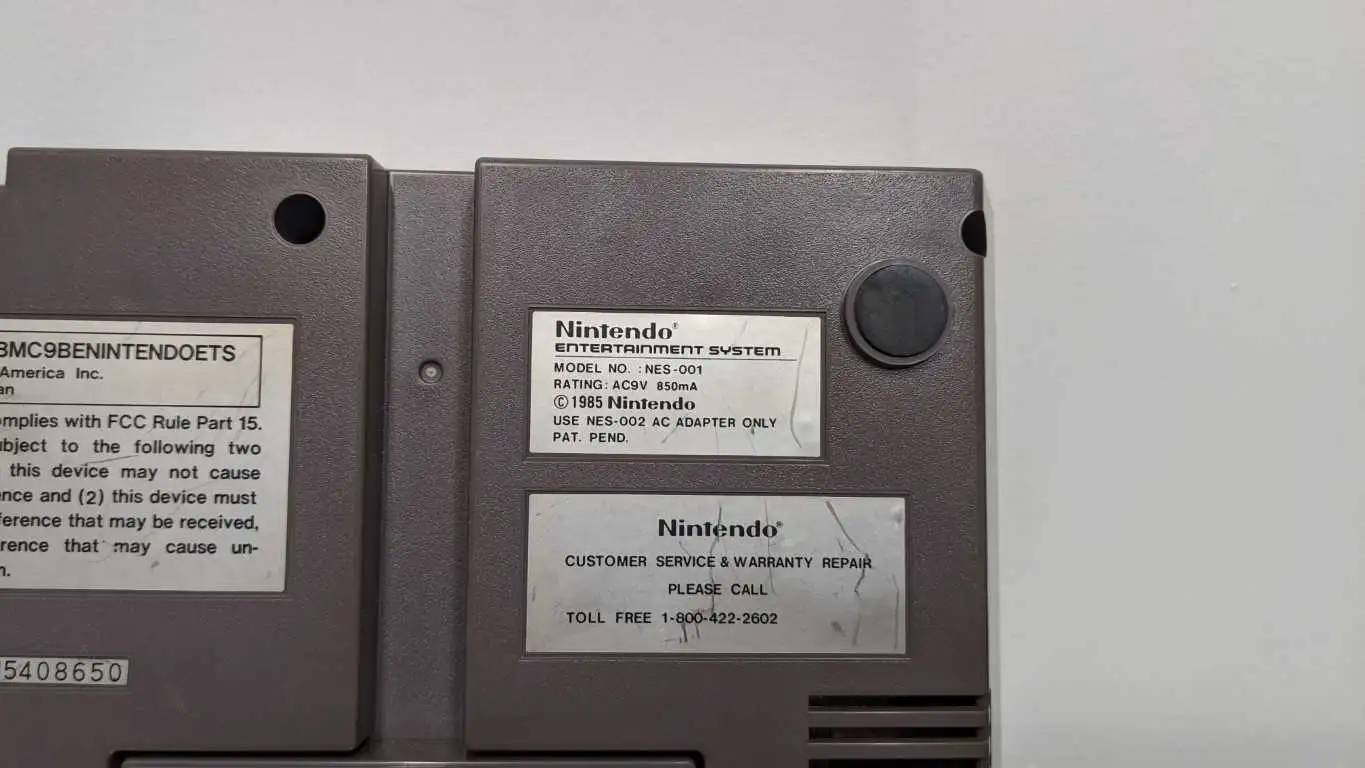 BMC9BENINTENDOETS
America Inc.
an
omplies with FCC Rule Part 15.
ubject to the following two
this device may not cause
ence and (2) this device must
ference that may be received,
rence that may cause un-
n.
5408650
Nintendo®
ENTERTAINMENT SYSTEM
MODEL NO. : NES-001
RATING: AC9V 850mA
© 1985 Nintendo
USE NES-002 AC ADAPTER ONLY
PAT. PEND.
Nintendo®
CUSTOMER SERVICE & WARRANTY REPAIR
PLEASE CALL
TOLL FREE 1-800-422-2602